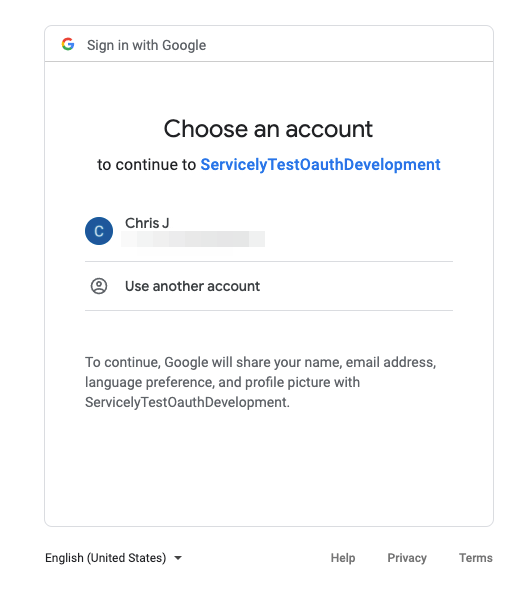 Sign in with Google
Choose an account
to continue to ServicelyTestOauthDevelopment
C
Chris J
Use another account
To continue, Google will share your name, email address,
language preference, and profile picture with
ServicelyTestOauthDevelopment.
English (United States)
Help Privacy Terms